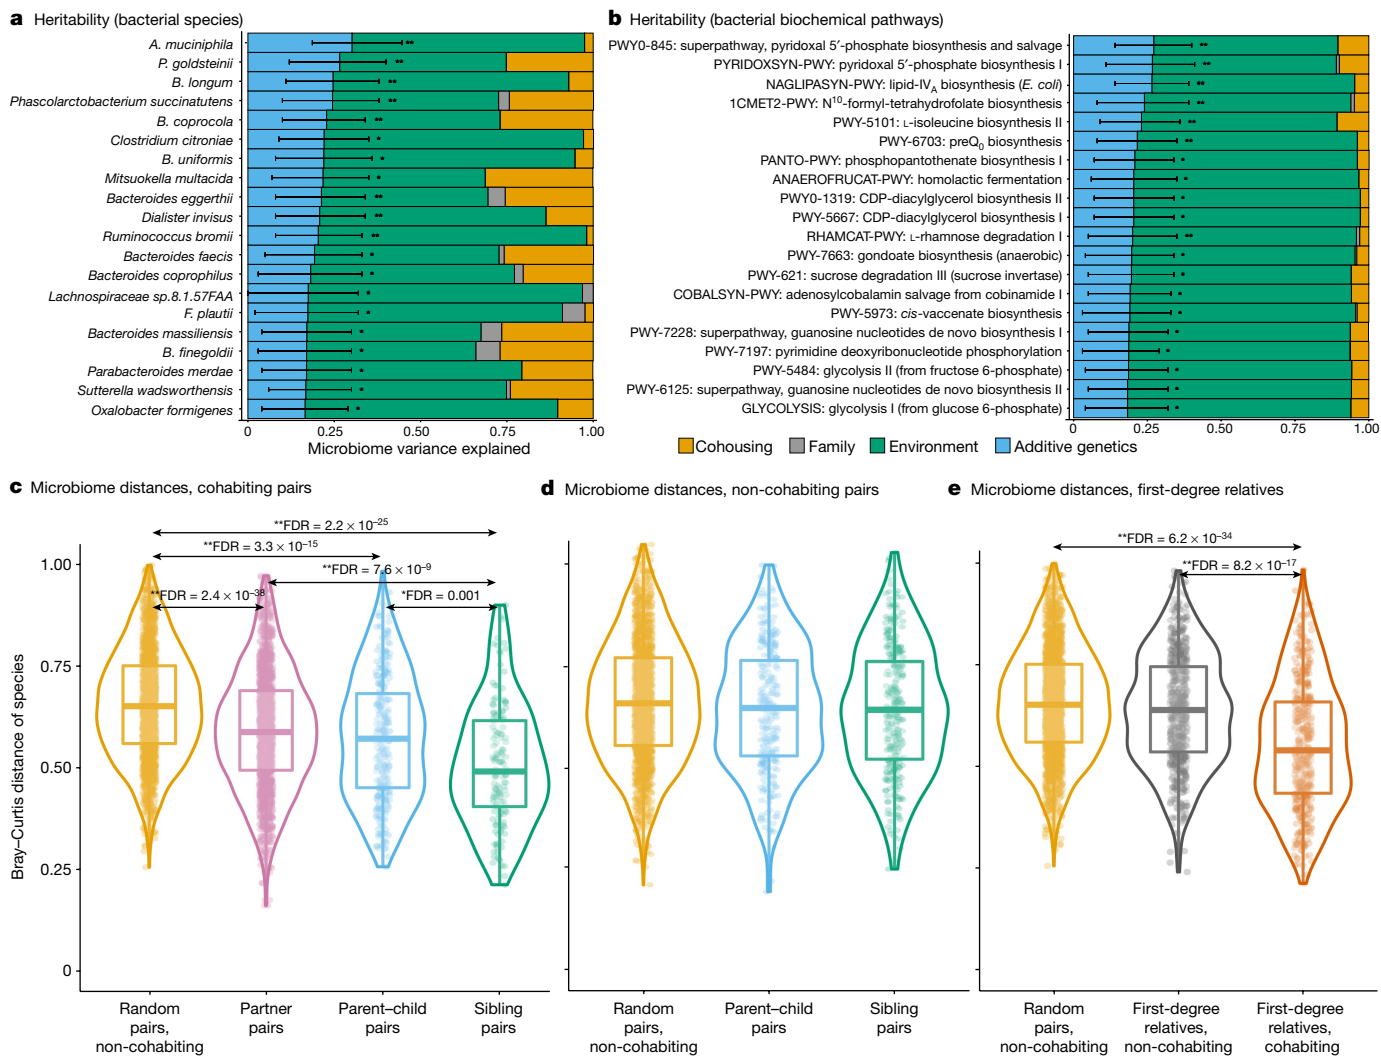 a Heritability (bacterial species)
A. muciniphila
P. goldsteinii
B. longum
Phascolarctobacterium succinatutens
B. coprocola
Clostridium citroniae
B. uniformis
Mitsuokella multacida
Bacteroides eggerthii
Dialister invisus
Ruminococcus bromii
Bacteroides faecis
Bacteroides coprophilus
Lachnospiraceae sp.8.1.57FAA
F. plautii
Bacteroides massiliensis
B. finegoldii
Parabacteroides merdae
Sutterella wadsworthensis
Oxalobacter formigenes
0 0.25 0.50 0.75 1.00
Microbiome variance explained
b Heritability (bacterial biochemical pathways)
PWY0-845: superpathway, pyridoxal 5′-phosphate biosynthesis and salvage
PYRIDOXSYN-PWY: pyridoxal 5′-phosphate biosynthesis I
NAGLIPASYN-PWY: lipid-IVA biosynthesis (E. coli)
1CMET2-PWY: N10-formyl-tetrahydrofolate biosynthesis
PWY-5101: L-isoleucine biosynthesis II
PWY-6703: preQ0 biosynthesis
PANTO-PWY: phosphopantothenate biosynthesis I
ANAEROFRUCAT-PWY: homolactic fermentation
PWY0-1319: CDP-diacylglycerol biosynthesis II
PWY-5667: CDP-diacylglycerol biosynthesis I
RHAMCAT-PWY: L-rhamnose degradation I
PWY-7663: gondoate biosynthesis (anaerobic)
PWY-621: sucrose degradation III (sucrose invertase)
COBALSYN-PWY: adenosylcobalamin salvage from cobinamide I
PWY-5973: cis-vaccenate biosynthesis
PWY-7228: superpathway, guanosine nucleotides de novo biosynthesis I
PWY-7197: pyrimidine deoxyribonucleotide phosphorylation
PWY-5484: glycolysis II (from fructose 6-phosphate)
PWY-6125: superpathway, guanosine nucleotides de novo biosynthesis II
GLYCOLYSIS: glycolysis I (from glucose 6-phosphate)
0 0.25 0.50 0.75 1.00
Cohousing Family Environment Additive genetics
c Microbiome distances, cohabiting pairs
**FDR = 2.2 × 10–25
**FDR = 3.3 × 10–15
**FDR = 7.6 × 10–9
**FDR = 2.4 × 10–38
*FDR = 0.001
Bray–Curtis distance of species
1.00
0.75
0.50
0.25
0
Random pairs, non-cohabiting
Partner pairs
Parent–child pairs
Sibling pairs
d Microbiome distances, non-cohabiting pairs
Random pairs, non-cohabiting
Parent–child pairs
Sibling pairs
e Microbiome distances, first-degree relatives
**FDR = 6.2 × 10–34
**FDR = 8.2 × 10–17
Random pairs, non-cohabiting
First-degree relatives, non-cohabiting
First-degree relatives, cohabiting